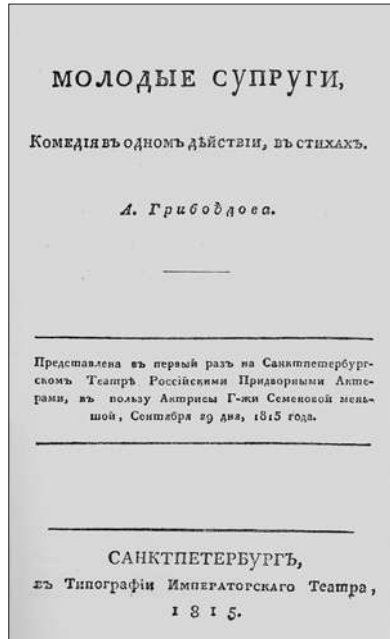 МОЛОДЫЕ СУПРУГИ,
КОМЕДІЯ ВЪ ОДНОМЪ ДѢЙСТВІИ, ВЪ СТИХАХЪ.
А. Грибоѣдова.
Представлена въ первый разъ на Санктпетербург-
скомъ Театрѣ Россійскими Придворными Акте-
рами, въ пользу Актрисы Г-жи Семеновой мень-
шой, Сентября 29 дня, 1815 года.
САНКТПЕТЕРБУРГЪ,
въ Типографіи ИМПЕРАТОРСКАГО Театра,
1815.